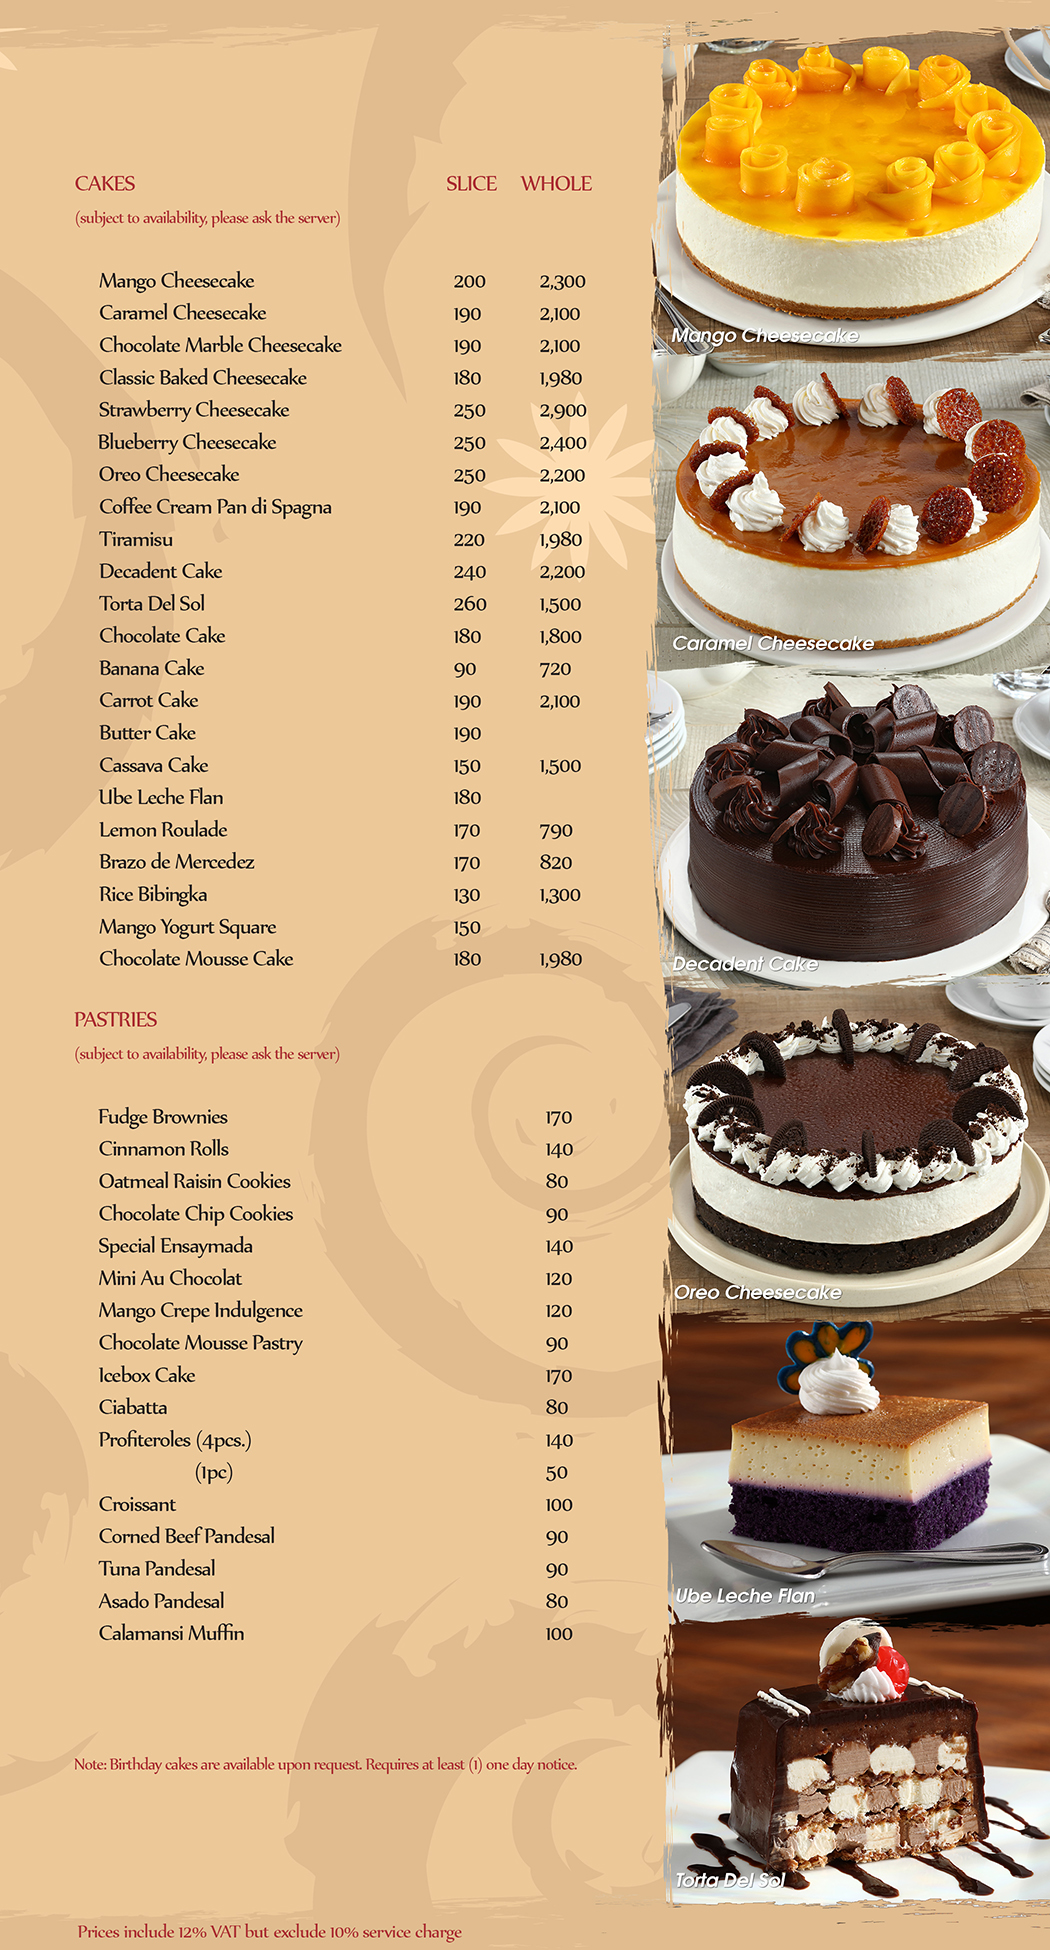 CAKES SLICE WHOLE
(subject to availability, please ask the server)
Mango Cheesecake 200 2,300
Caramel Cheesecake 190 2,100
Chocolate Marble Cheesecake 190 2,100
Classic Baked Cheesecake 180 1,980
Strawberry Cheesecake 250 2,900
Blueberry Cheesecake 250 2,400
Oreo Cheesecake 250 2,200
Coffee Cream Pan di Spagna 190 2,100
Tiramisu 220 1,980
Decadent Cake 240 2,200
Torta Del Sol 260 1,500
Chocolate Cake 180 1,800
Banana Cake 90 720
Carrot Cake 190 2,100
Butter Cake 190
Cassava Cake 150 1,500
Ube Leche Flan 180
Lemon Roulade 170 790
Brazo de Mercedez 170 820
Rice Bibingka 130 1,300
Mango Yogurt Square 150
Chocolate Mousse Cake 180 1,980
PASTRIES
(subject to availability, please ask the server)
Fudge Brownies 170
Cinnamon Rolls 140
Oatmeal Raisin Cookies 80
Chocolate Chip Cookies 90
Special Ensaymada 140
Mini Au Chocolat 120
Mango Crepe Indulgence 120
Chocolate Mousse Pastry 90
Icebox Cake 170
Ciabatta 80
Profiteroles (4pcs.) 140
(1pc) 50
Croissant 100
Corned Beef Pandesal 90
Tuna Pandesal 90
Asado Pandesal 80
Calamansi Muffin 100
Note: Birthday cakes are available upon request. Requires at least (1) one day notice.
Prices include 12% VAT but exclude 10% service charge
Mango Cheesecake
Caramel Cheesecake
Decadent Cake
Oreo Cheesecake
Ube Leche Flan
Torta Del Sol